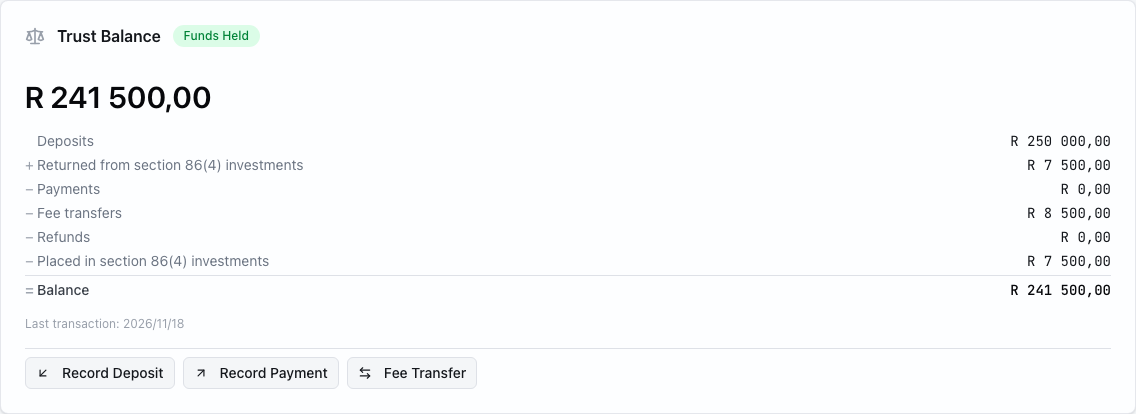 Trust Balance Funds Held
R 241 500,00
Deposits R 250 000,00
+ Returned from section 86(4) investments R 7 500,00
− Payments R 0,00
− Fee transfers R 8 500,00
− Refunds R 0,00
− Placed in section 86(4) investments R 7 500,00
= Balance R 241 500,00
Last transaction: 2026/11/18
Record Deposit Record Payment Fee Transfer